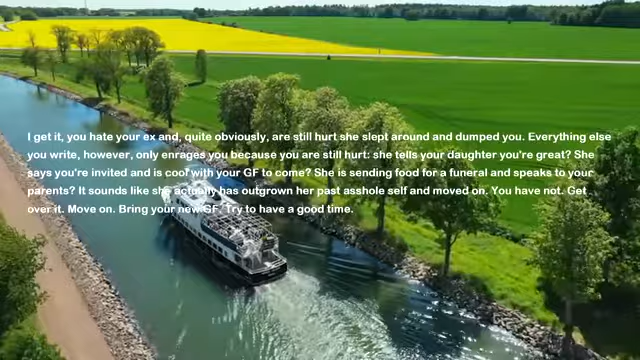 I get it, you hate your ex and, quite obviously, are still hurt she slept around and dumped you. Everything else
you write, however, only enrages you because you are still hurt: she tells your daughter you're great? She
says you're invited and is cool with your GF to come? She is sending food for a funeral and speaks to your
parents? It sounds like she actually has outgrown her past asshole self and moved on. You have not. Get
over it. Move on. Bring your new GF. Try to have a good time.